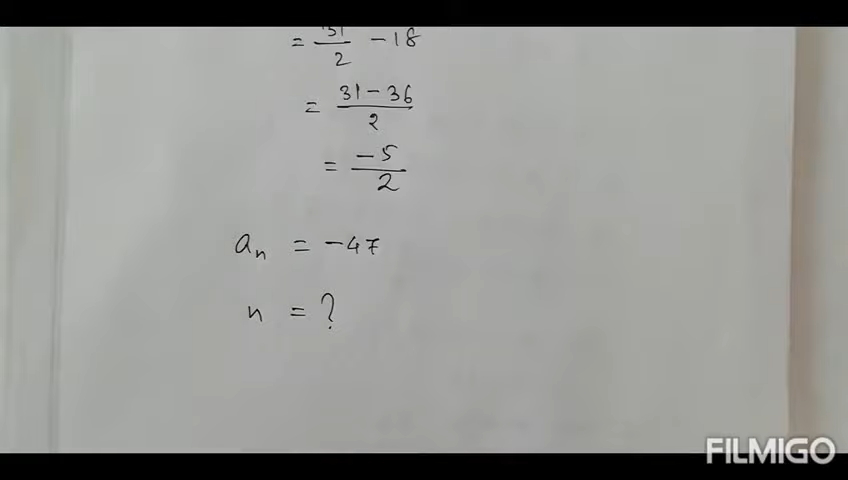 = 31/2 - 18
= 31 - 36/2
= -5/2
an = -47
n = ?
FILMIGO